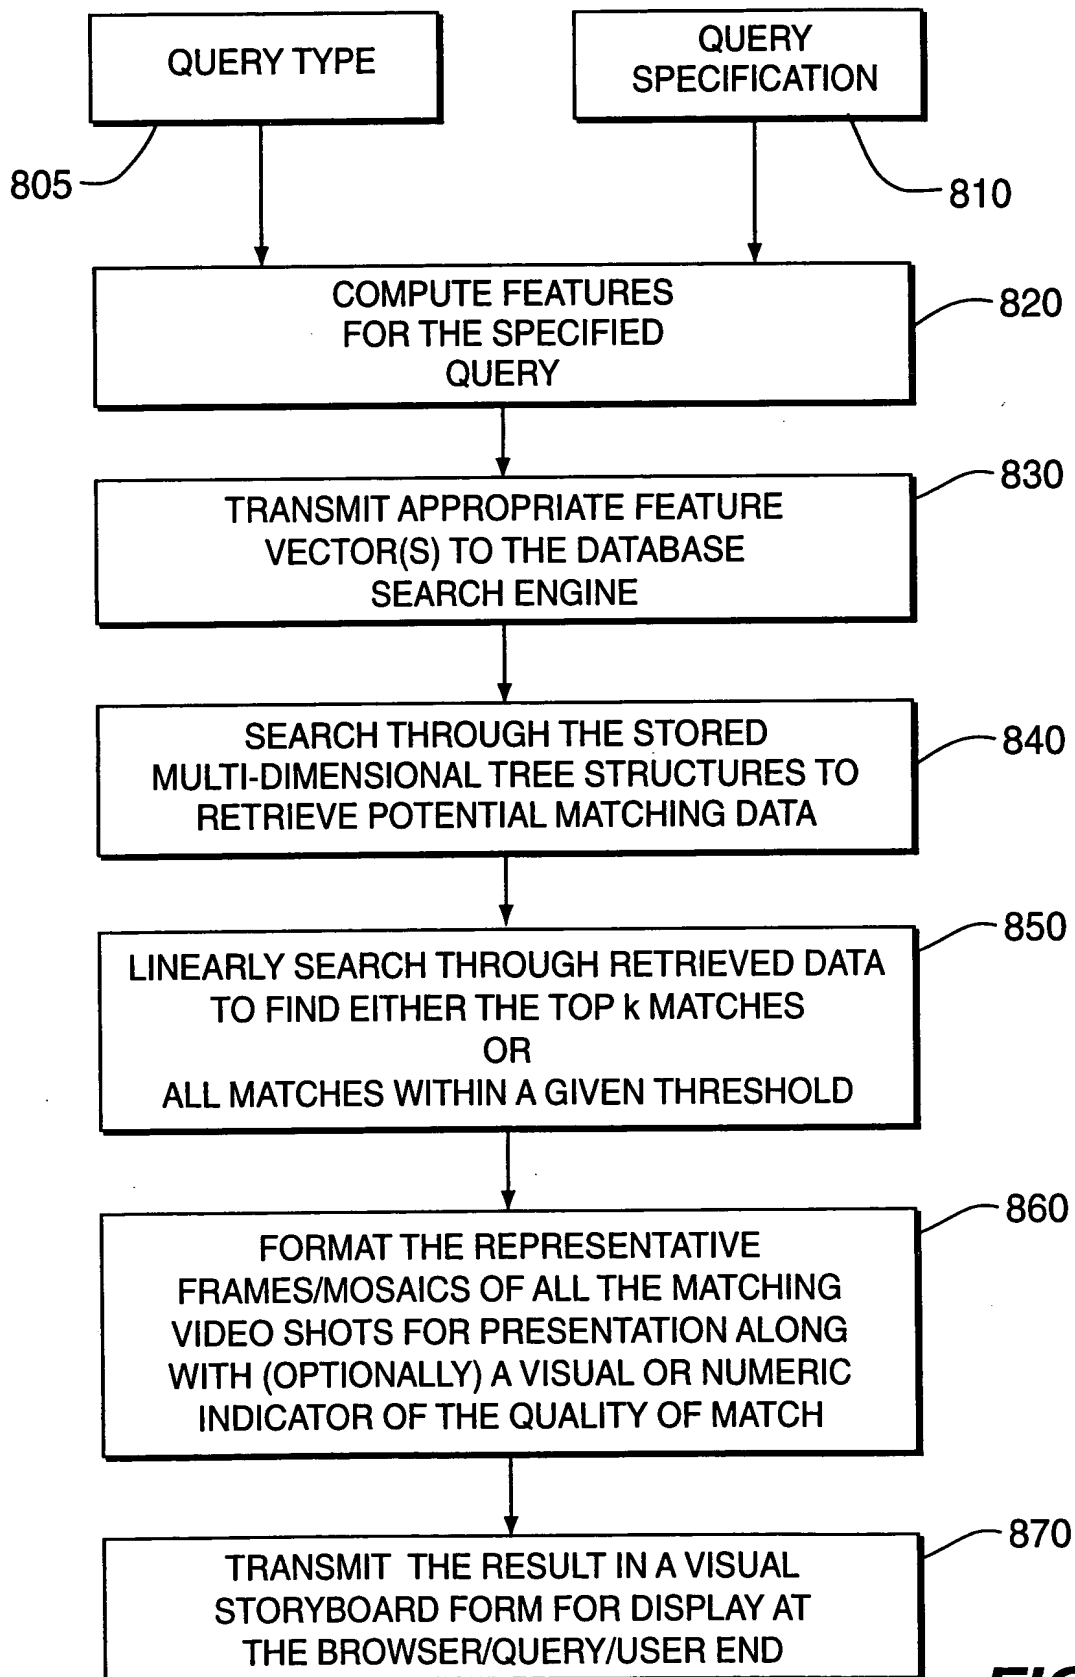 QUERY TYPE
QUERY
SPECIFICATION
805
810
COMPUTE FEATURES
FOR THE SPECIFIED
QUERY
820
TRANSMIT APPROPRIATE FEATURE
VECTOR(S) TO THE DATABASE
SEARCH ENGINE
830
SEARCH THROUGH THE STORED
MULTI-DIMENSIONAL TREE STRUCTURES TO
RETRIEVE POTENTIAL MATCHING DATA
840
LINEARLY SEARCH THROUGH RETRIEVED DATA
TO FIND EITHER THE TOP k MATCHES
OR
ALL MATCHES WITHIN A GIVEN THRESHOLD
850
FORMAT THE REPRESENTATIVE
FRAMES/MOSAICS OF ALL THE MATCHING
VIDEO SHOTS FOR PRESENTATION ALONG
WITH (OPTIONALLY) A VISUAL OR NUMERIC
INDICATOR OF THE QUALITY OF MATCH
860
TRANSMIT THE RESULT IN A VISUAL
STORYBOARD FORM FOR DISPLAY AT
THE BROWSER/QUERY/USER END
870